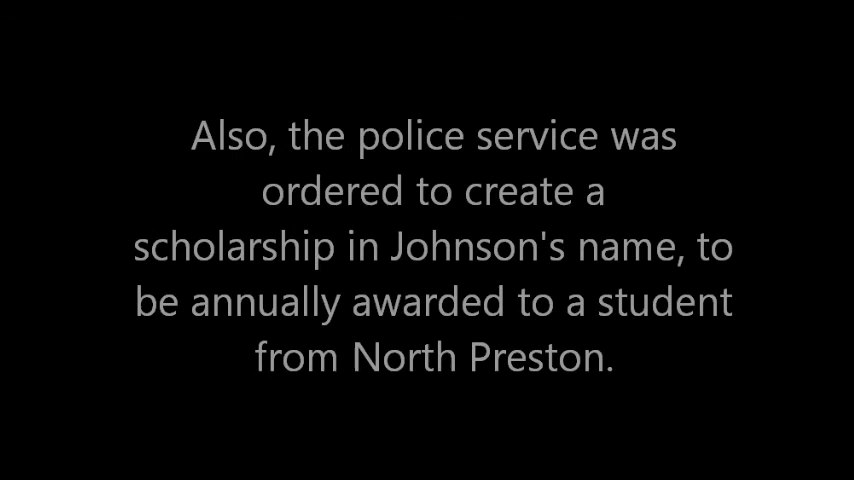 Also, the police service was
ordered to create a
scholarship in Johnson's name, to
be annually awarded to a student
from North Preston.